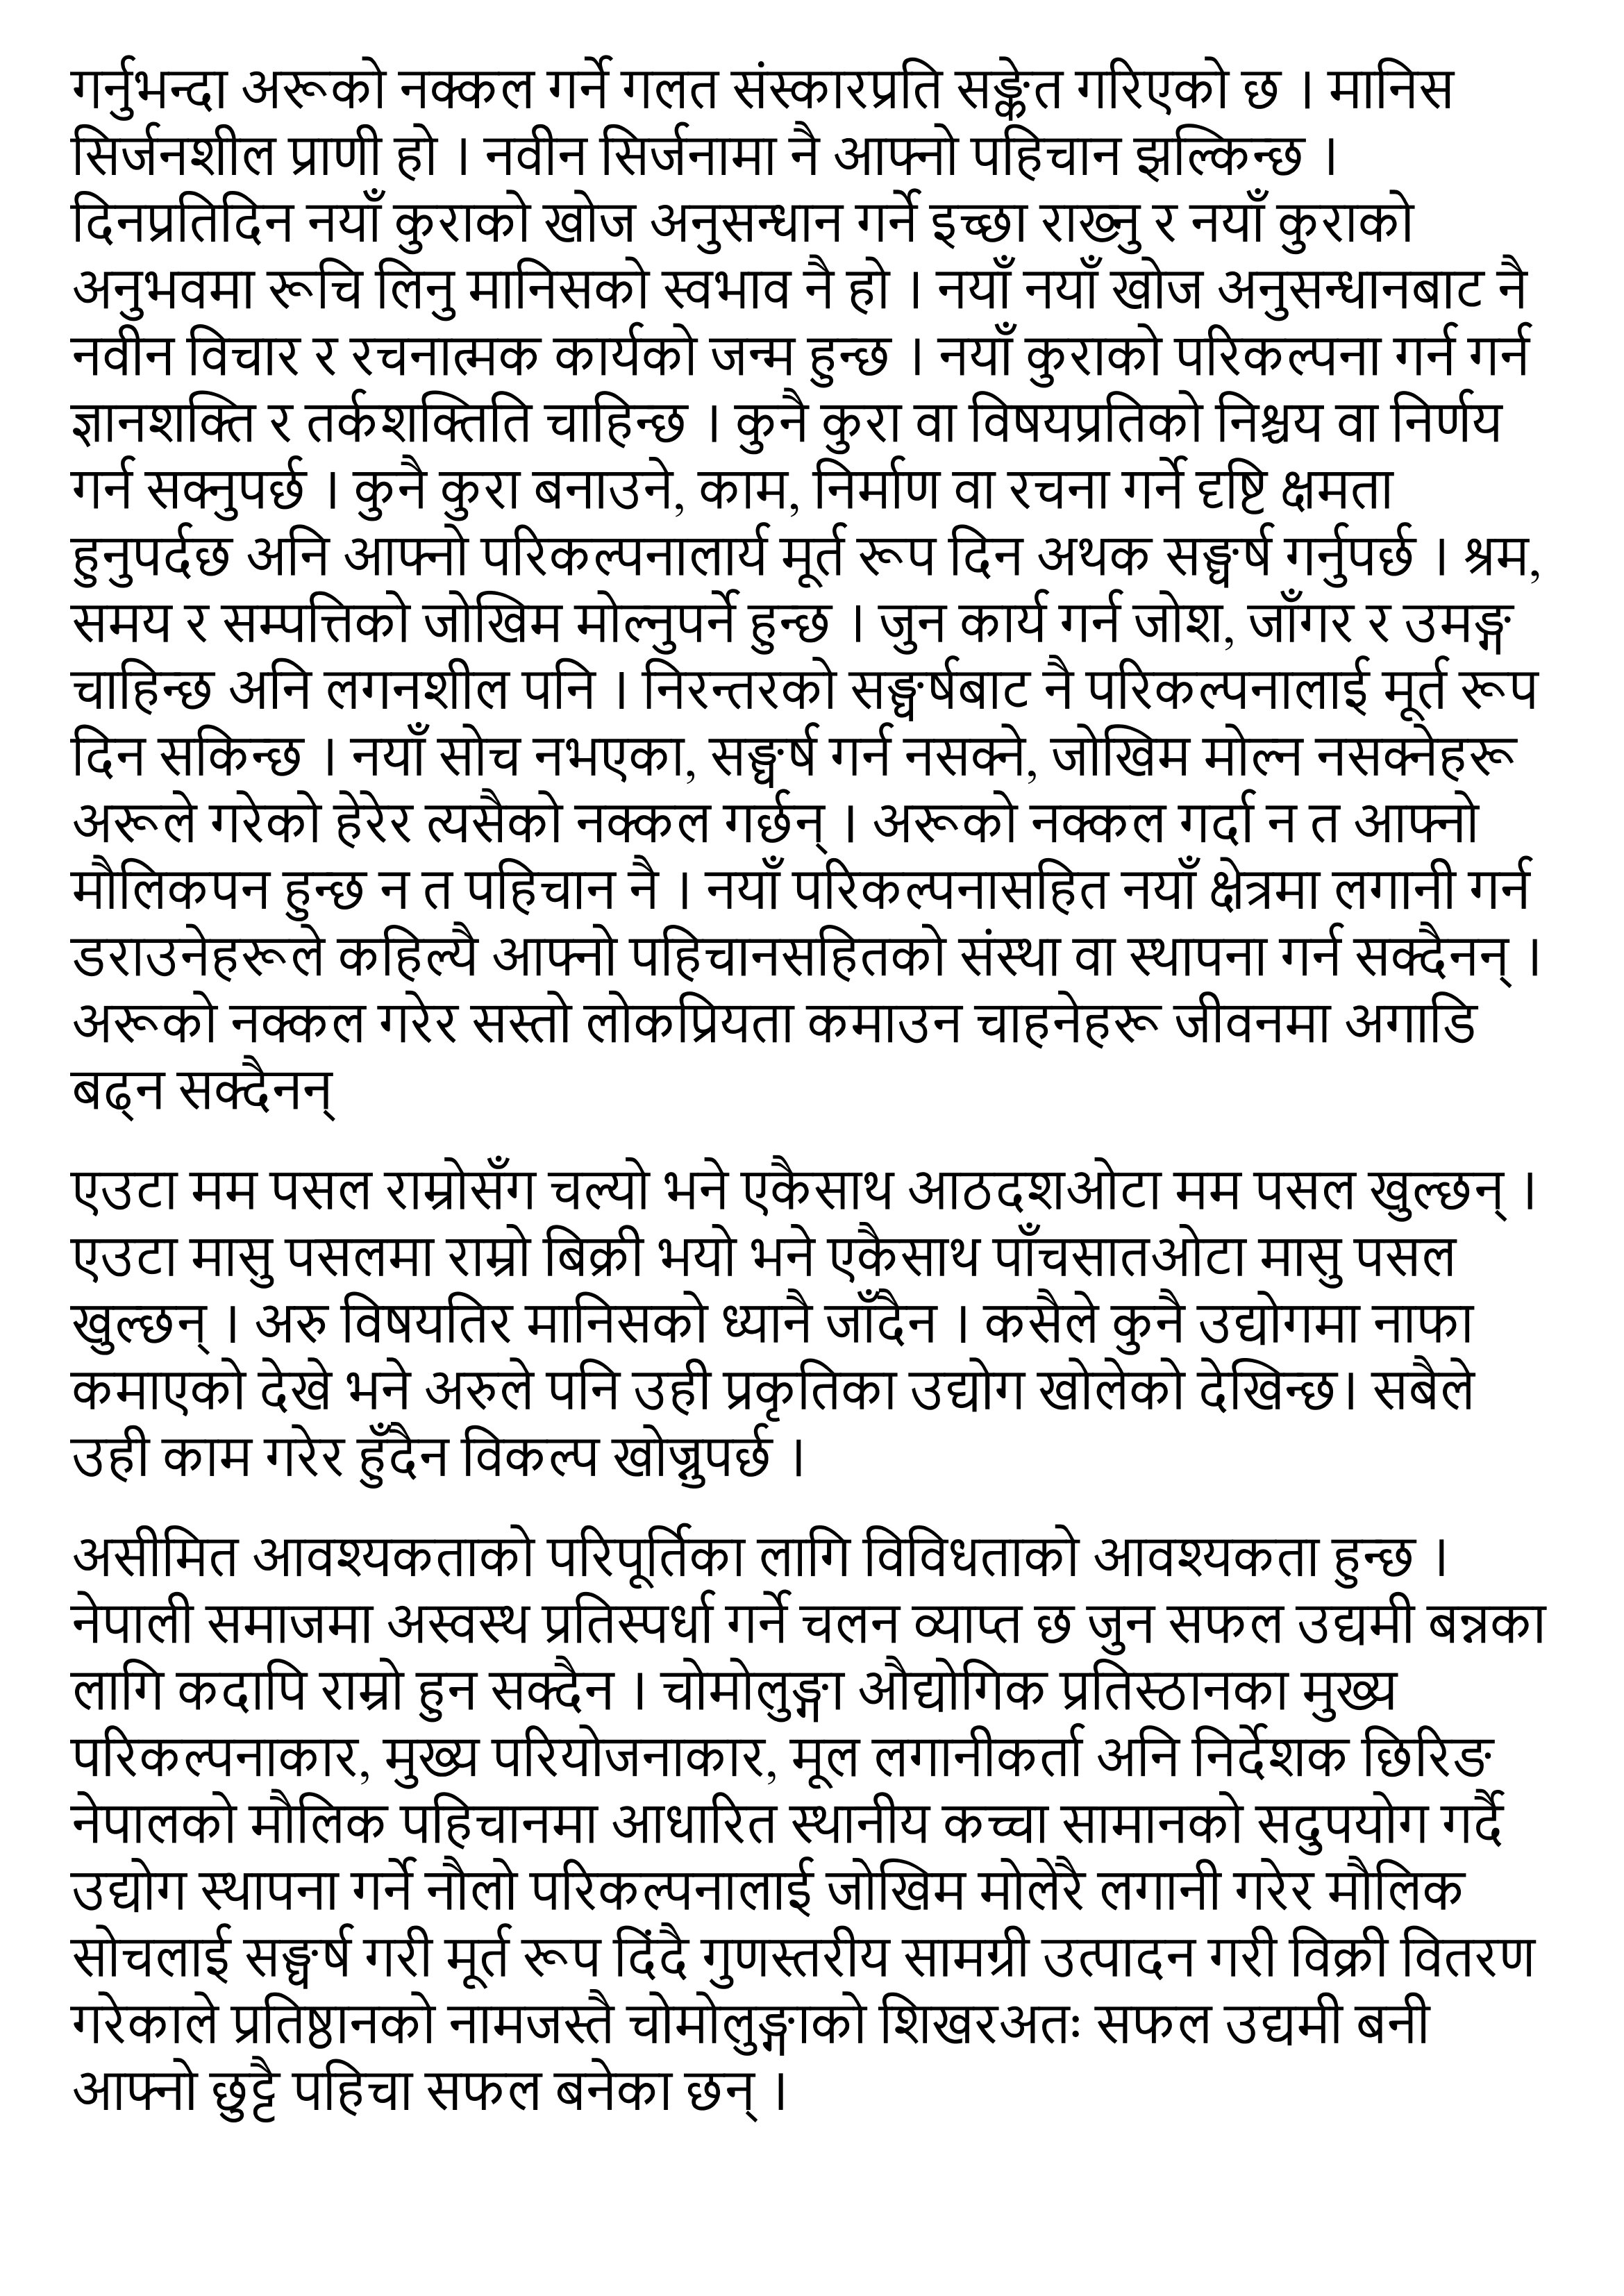 गर्नुभन्दा अरूको नक्कल गर्ने गलत संस्कारप्रति सङ्केत गरिएको छ । मानिस
सिर्जनशील प्राणी हो । नवीन सिर्जनामा नै आफ्नो पहिचान झल्किन्छ ।
दिनप्रतिदिन नयाँ कुराको खोज अनुसन्धान गर्ने इच्छा राख्नु र नयाँ कुराको
अनुभवमा रूचि लिनु मानिसको स्वभाव नै हो । नयाँ नयाँ खोज अनुसन्धानबाट नै
नवीन विचार र रचनात्मक कार्यको जन्म हुन्छ । नयाँ कुराको परिकल्पना गर्न गर्न
ज्ञानशक्ति र तर्कशक्तिति चाहिन्छ । कुनै कुरा वा विषयप्रतिको निश्चय वा निर्णय
गर्न सक्नुपर्छ । कुनै कुरा बनाउने, काम, निर्माण वा रचना गर्ने दृष्टि क्षमता
हुनुपर्दछ अनि आफ्नो परिकल्पनालार्य मूर्त रूप दिन अथक सङ्घर्ष गर्नुपर्छ । श्रम,
समय र सम्पत्तिको जोखिम मोल्नुपर्ने हुन्छ । जुन कार्य गर्न जोश, जाँगर र उमङ्ग
चाहिन्छ अनि लगनशील पनि । निरन्तरको सङ्घर्षबाट नै परिकल्पनालाई मूर्त रूप
दिन सकिन्छ । नयाँ सोच नभएका, सङ्घर्ष गर्न नसक्ने, जोखिम मोल्न नसक्नेहरू
अरूले गरेको हेरेर त्यसैको नक्कल गर्छन् । अरूको नक्कल गर्दा न त आफ्नो
मौलिकपन हुन्छ न त पहिचान नै । नयाँ परिकल्पनासहित नयाँ क्षेत्रमा लगानी गर्न
डराउनेहरूले कहिल्यै आफ्नो पहिचानसहितको संस्था वा स्थापना गर्न सक्दैनन् ।
अरूको नक्कल गरेर सस्तो लोकप्रियता कमाउन चाहनेहरू जीवनमा अगाडि
बढ्न सक्दैनन्
एउटा मम पसल राम्रोसँग चल्यो भने एकैसाथ आठदशओटा मम पसल खुल्छन् ।
एउटा मासु पसलमा राम्रो बिक्री भयो भने एकैसाथ पाँचसातओटा मासु पसल
खुल्छन् । अरु विषयतिर मानिसको ध्यानै जाँदैन । कसैले कुनै उद्योगमा नाफा
कमाएको देखे भने अरुले पनि उही प्रकृतिका उद्योग खोलेको देखिन्छ। सबैले
उही काम गरेर हुँदैन विकल्प खोज्नुपर्छ ।
असीमित आवश्यकताको परिपूर्तिका लागि विविधताको आवश्यकता हुन्छ ।
नेपाली समाजमा अस्वस्थ प्रतिस्पर्धा गर्ने चलन व्याप्त छ जुन सफल उद्यमी बन्नका
लागि कदापि राम्रो हुन सक्दैन । चोमोलुङ्गा औद्योगिक प्रतिस्ठानका मुख्य
परिकल्पनाकार, मुख्य परियोजनाकार, मूल लगानीकर्ता अनि निर्देशक छिरिङ
नेपालको मौलिक पहिचानमा आधारित स्थानीय कच्चा सामानको सदुपयोग गर्दै
उद्योग स्थापना गर्ने नौलो परिकल्पनालाई जोखिम मोलेरै लगानी गरेर मौलिक
सोचलाई सङ्घर्ष गरी मूर्त रूप दिंदै गुणस्तरीय सामग्री उत्पादन गरी विक्री वितरण
गरेकाले प्रतिष्ठानको नामजस्तै चोमोलुङ्गाको शिखरअतः सफल उद्यमी बनी
आफ्नो छुट्टै पहिचा सफल बनेका छन् ।